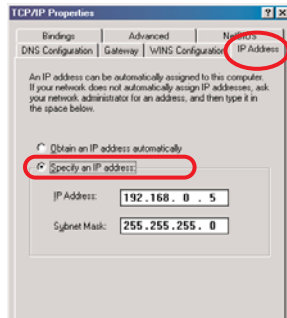 TCP/IP Properties
Bindings Advanced NetBIOS
DNS Configuration Gateway WINS Configuration IP Address
An IP address can be automatically assigned to this computer.
If your network does not automatically assign IP addresses, ask
your network administrator for an address, and then type it in
the space below.
Obtain an IP address automatically
Specify an IP address:
IP Address: 192.168. 0 . 5
Subnet Mask: 255.255.255. 0